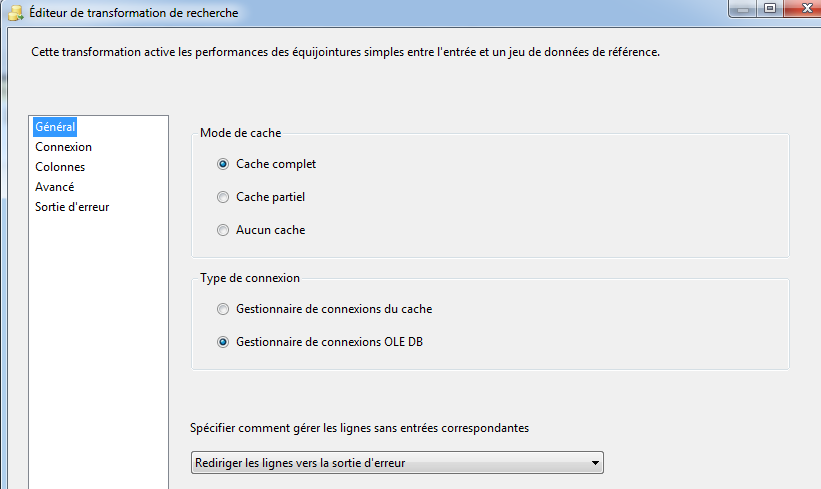 Éditeur de transformation de recherche
Cette transformation active les performances des équijointures simples entre l'entrée et un jeu de données de référence.
Général
Connexion
Colonnes
Avancé
Sortie d'erreur
Mode de cache
Cache complet
Cache partiel
Aucun cache
Type de connexion
Gestionnaire de connexions du cache
Gestionnaire de connexions OLE DB
Spécifier comment gérer les lignes sans entrées correspondantes
Rediriger les lignes vers la sortie d'erreur